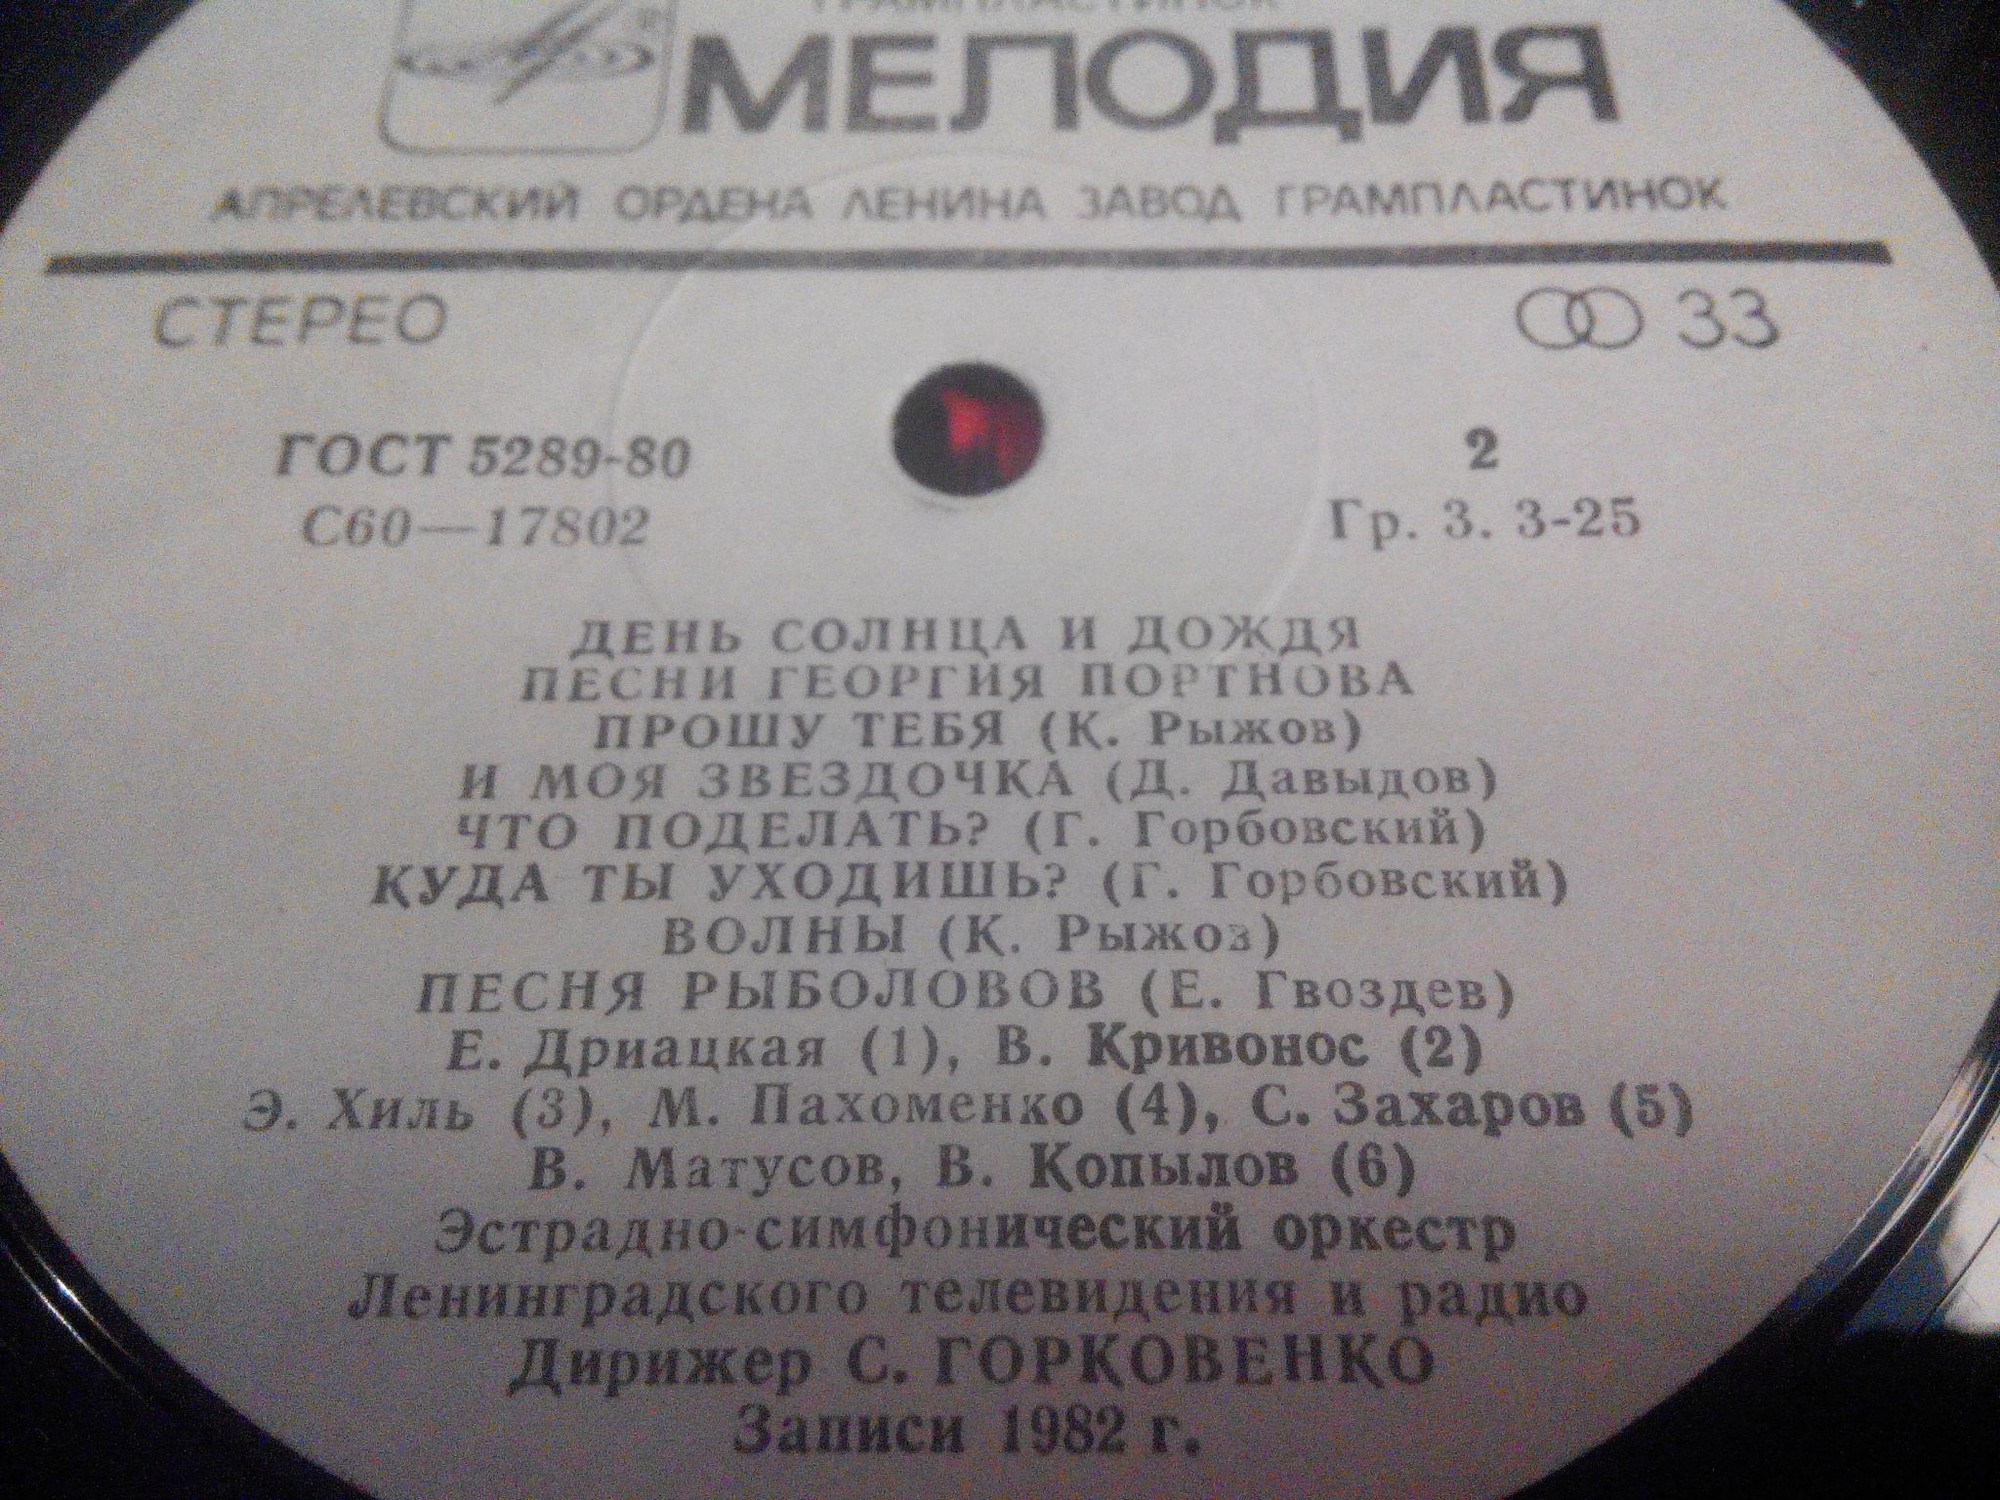 ГРАМПЛАСТИНОК
МЕЛОДИЯ
АПРЕЛЕВСКИЙ ОРДЕНА ЛЕНИНА ЗАВОД ГРАМПЛАСТИНОК
СТЕРЕО 33
ГОСТ 5289-80 2
С60—17802 Гр. 3. 3-25
ДЕНЬ СОЛНЦА И ДОЖДЯ
ПЕСНИ ГЕОРГИЯ ПОРТНОВА
ПРОШУ ТЕБЯ (К. Рыжов)
И МОЯ ЗВЕЗДОЧКА (Д. Давыдов)
ЧТО ПОДЕЛАТЬ? (Г. Горбовский)
КУДА ТЫ УХОДИШЬ? (Г. Горбовский)
ВОЛНЫ (К. Рыжов)
ПЕСНЯ РЫБОЛОВОВ (Е. Гвоздев)
Е. Дриацкая (1), В. Кривонос (2)
Э. Хиль (3), М. Пахоменко (4), С. Захаров (5)
В. Матусов, В. Копылов (6)
Эстрадно-симфонический оркестр
Ленинградского телевидения и радио
Дирижер С. ГОРКОВЕНКО
Записи 1982 г.